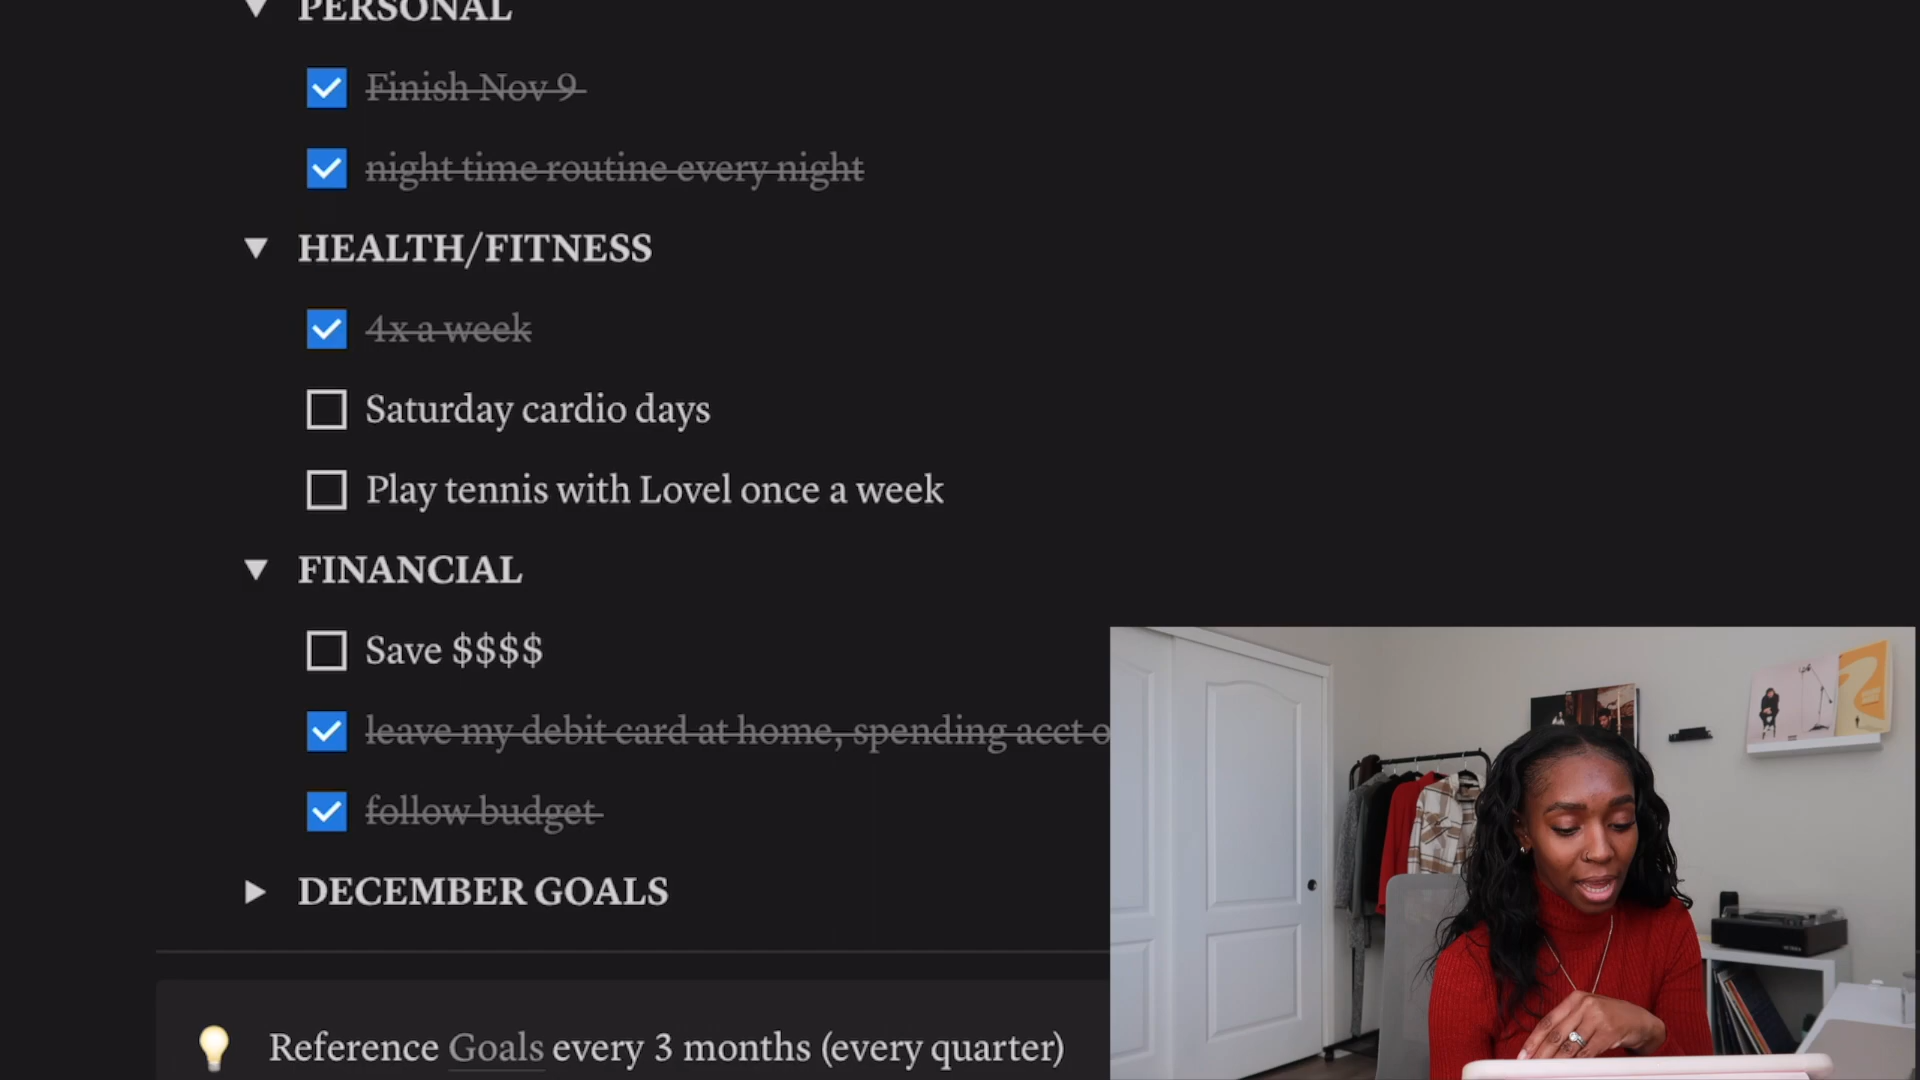 PERSONAL
Finish Nov 9
night time routine every night
HEALTH/FITNESS
4x a week
Saturday cardio days
Play tennis with Lovel once a week
FINANCIAL
Save $$$$
leave my debit card at home, spending acct o
follow budget
DECEMBER GOALS
Reference Goals every 3 months (every quarter)